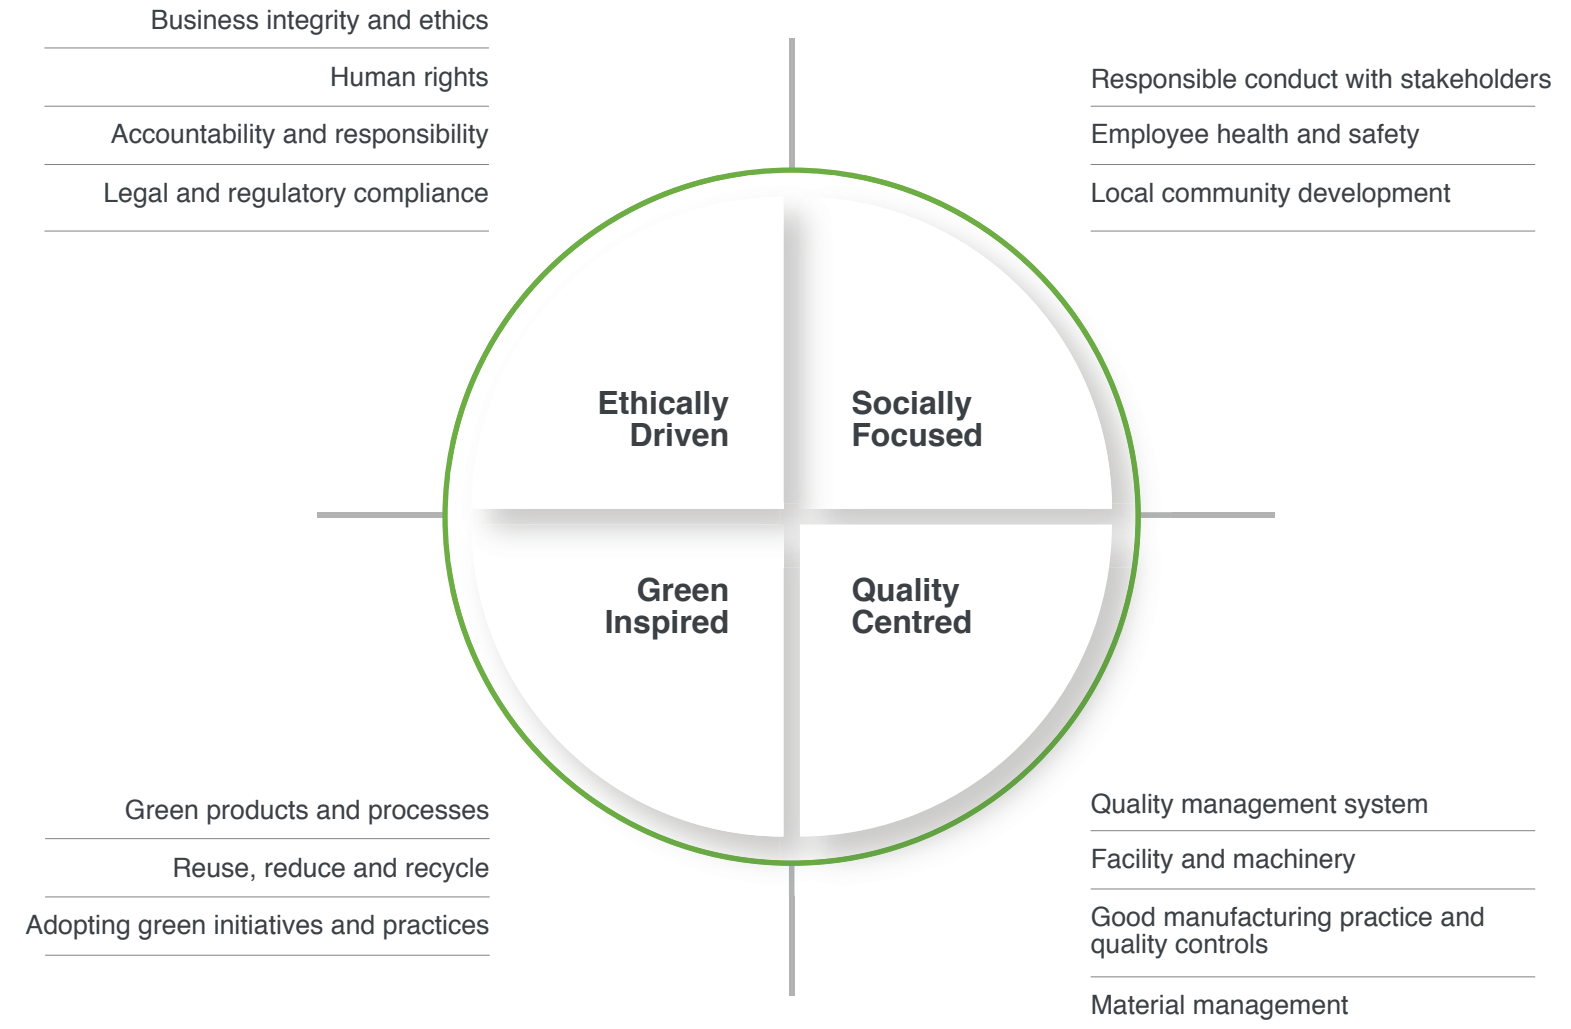 Business integrity and ethics
Human rights
Accountability and responsibility
Legal and regulatory compliance
Responsible conduct with stakeholders
Employee health and safety
Local community development
Ethically
Driven
Socially
Focused
Green
Inspired
Quality
Centred
Green products and processes
Reuse, reduce and recycle
Adopting green initiatives and practices
Quality management system
Facility and machinery
Good manufacturing practice and
quality controls
Material management